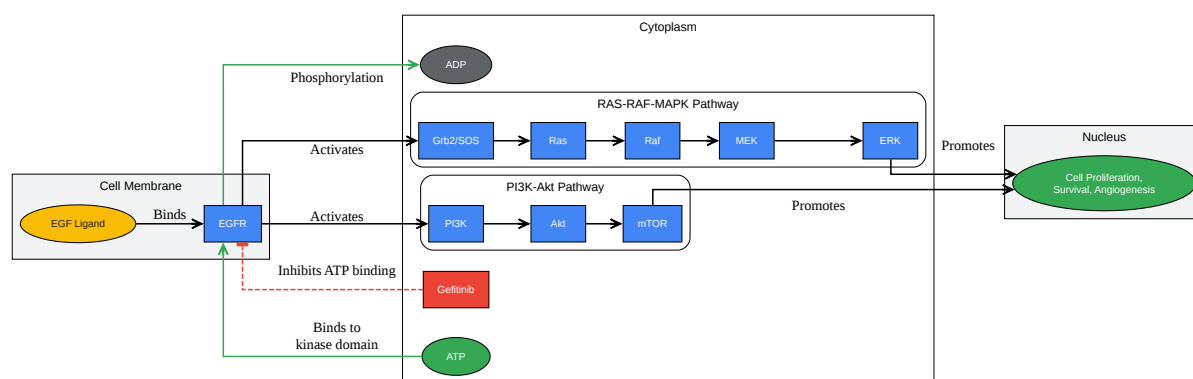 Cytoplasm
ADP
Phosphorylation
RAS-RAF-MAPK Pathway
Grb2/SOS
Ras
Raf
MEK
ERK
Activates
Promotes
Nucleus
Cell Proliferation,
Survival, Angiogenesis
Cell Membrane
EGF Ligand
Binds
EGFR
Activates
PI3K-Akt Pathway
PI3K
Akt
mTOR
Promotes
Inhibits ATP binding
Gefitinib
Binds to
kinase domain
ATP